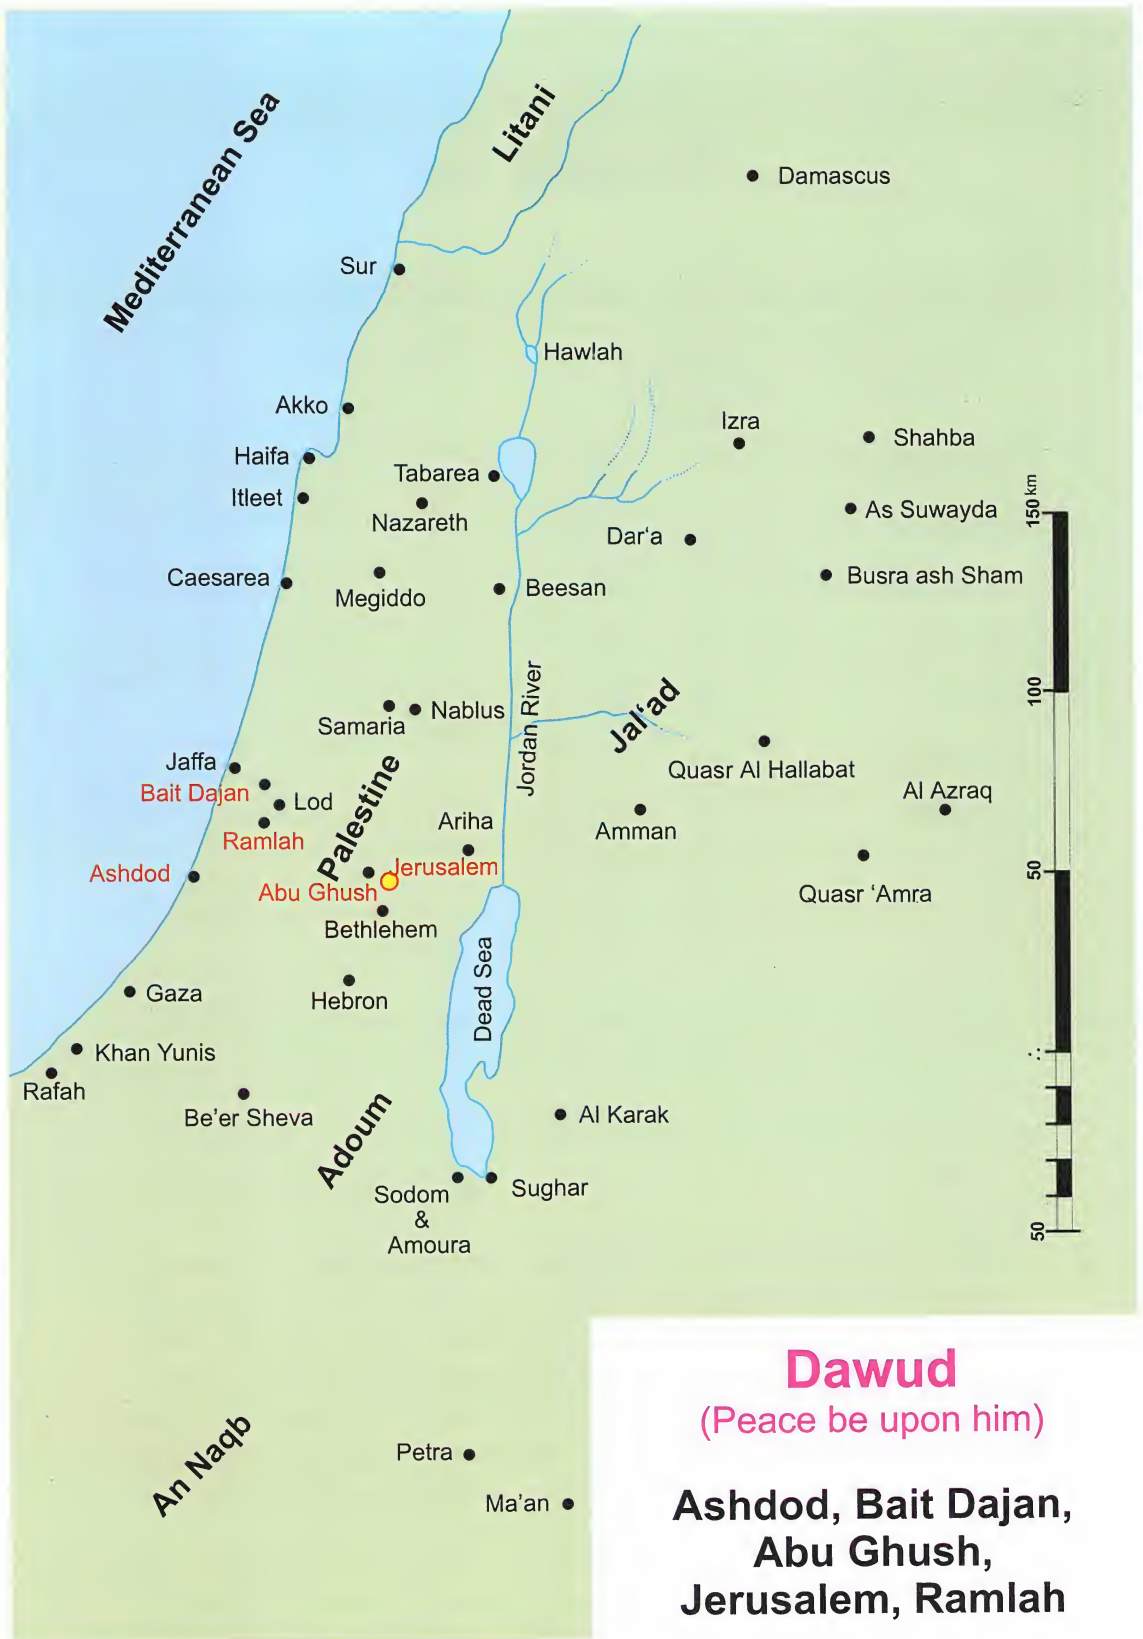 Mediterranean Sea
Litani
Damascus
Sur
Hawlah
Akko
Izra
Shahba
Haifa
Tabarea
Itleet
Nazareth
As Suwayda
150 km
Dar‘a
Caesarea
Megiddo
Beesan
Busra ash Sham
Samaria
Nablus
Jordan River
Jal‘ad
100
Jaffa
Bait Dajan
Lod
Palestine
Quasr Al Hallabat
Al Azraq
Ramlah
Ariha
Amman
Ashdod
Jerusalem
Abu Ghush
50
Quasr ‘Amra
Bethlehem
Dead Sea
Gaza
Hebron
Khan Yunis
Rafah
Be’er Sheva
Adoum
Al Karak
Sodom
&
Amoura
Sughar
50
An Naqb
Petra
Ma’an
Dawud
(Peace be upon him)
Ashdod, Bait Dajan,
Abu Ghush,
Jerusalem, Ramlah